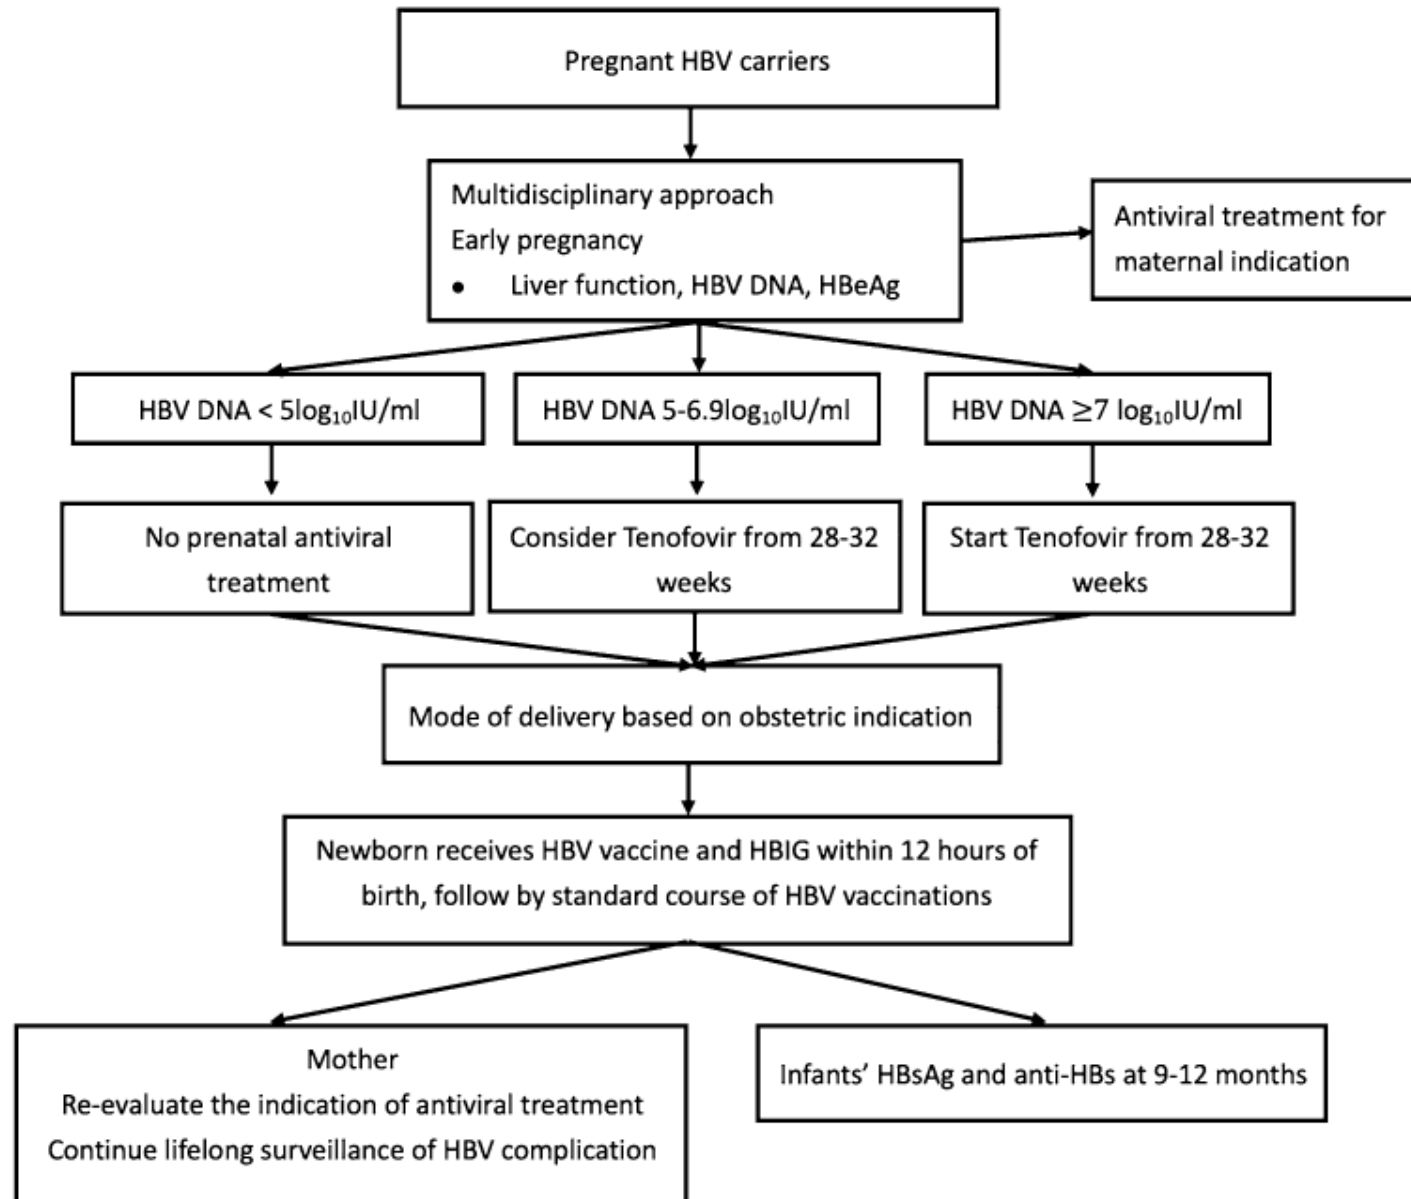 Pregnant HBV carriers
Multidisciplinary approach
Early pregnancy
● Liver function, HBV DNA, HBeAg
Antiviral treatment for
maternal indication
HBV DNA < 5log₁₀IU/ml
HBV DNA 5-6.9log₁₀IU/ml
HBV DNA ≥7 log₁₀IU/ml
No prenatal antiviral
treatment
Consider Tenofovir from 28-32
weeks
Start Tenofovir from 28-32
weeks
Mode of delivery based on obstetric indication
Newborn receives HBV vaccine and HBIG within 12 hours of
birth, follow by standard course of HBV vaccinations
Mother
Re-evaluate the indication of antiviral treatment
Continue lifelong surveillance of HBV complication
Infants’ HBsAg and anti-HBs at 9-12 months